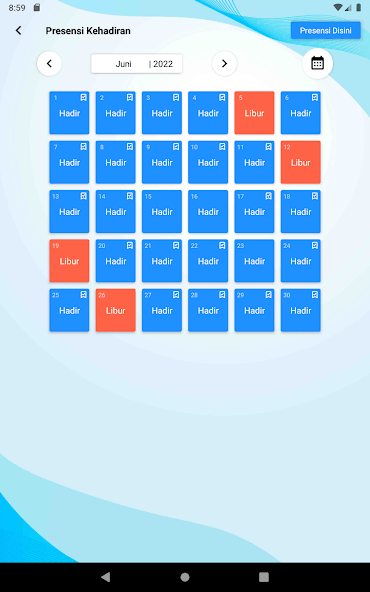 8:59
Presensi Kehadiran
Presensi Disini
Juni | 2022
1 2 3 4 5 6
Hadir Hadir Hadir Hadir Libur Hadir
7 8 9 10 11 12
Hadir Hadir Hadir Hadir Hadir Libur
13 14 15 16 17 18
Hadir Hadir Hadir Hadir Hadir Hadir
19 20 21 22 23 24
Libur Hadir Hadir Hadir Hadir Hadir
25 26 27 28 29 30
Hadir Libur Hadir Hadir Hadir Hadir